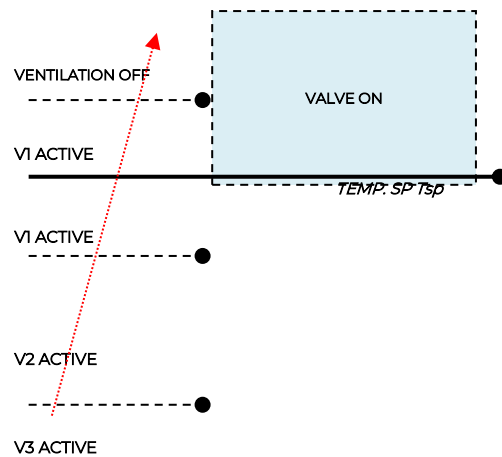 VENTILATION OFF
VALVE ON
V1 ACTIVE
TEMP. SP Tsp
V1 ACTIVE
V2 ACTIVE
V3 ACTIVE